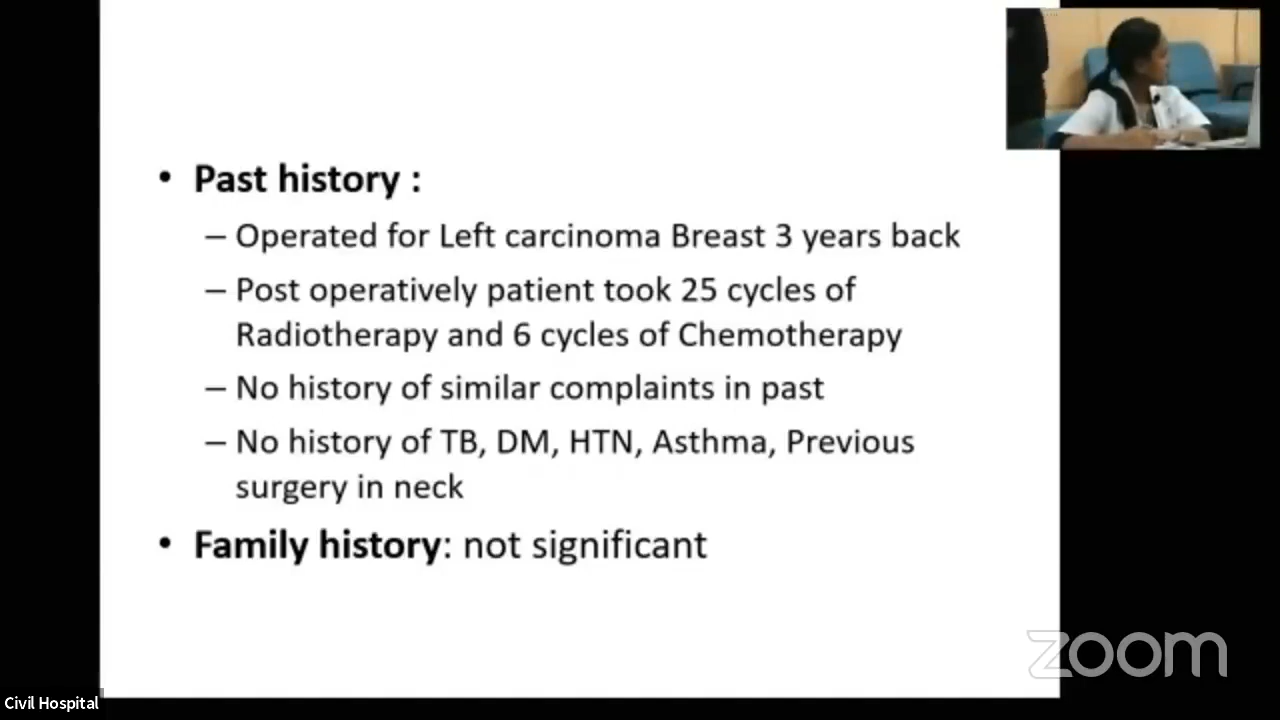 • Past history :
– Operated for Left carcinoma Breast 3 years back
– Post operatively patient took 25 cycles of
Radiotherapy and 6 cycles of Chemotherapy
– No history of similar complaints in past
– No history of TB, DM, HTN, Asthma, Previous
surgery in neck
• Family history: not significant
zoom
Civil Hospital